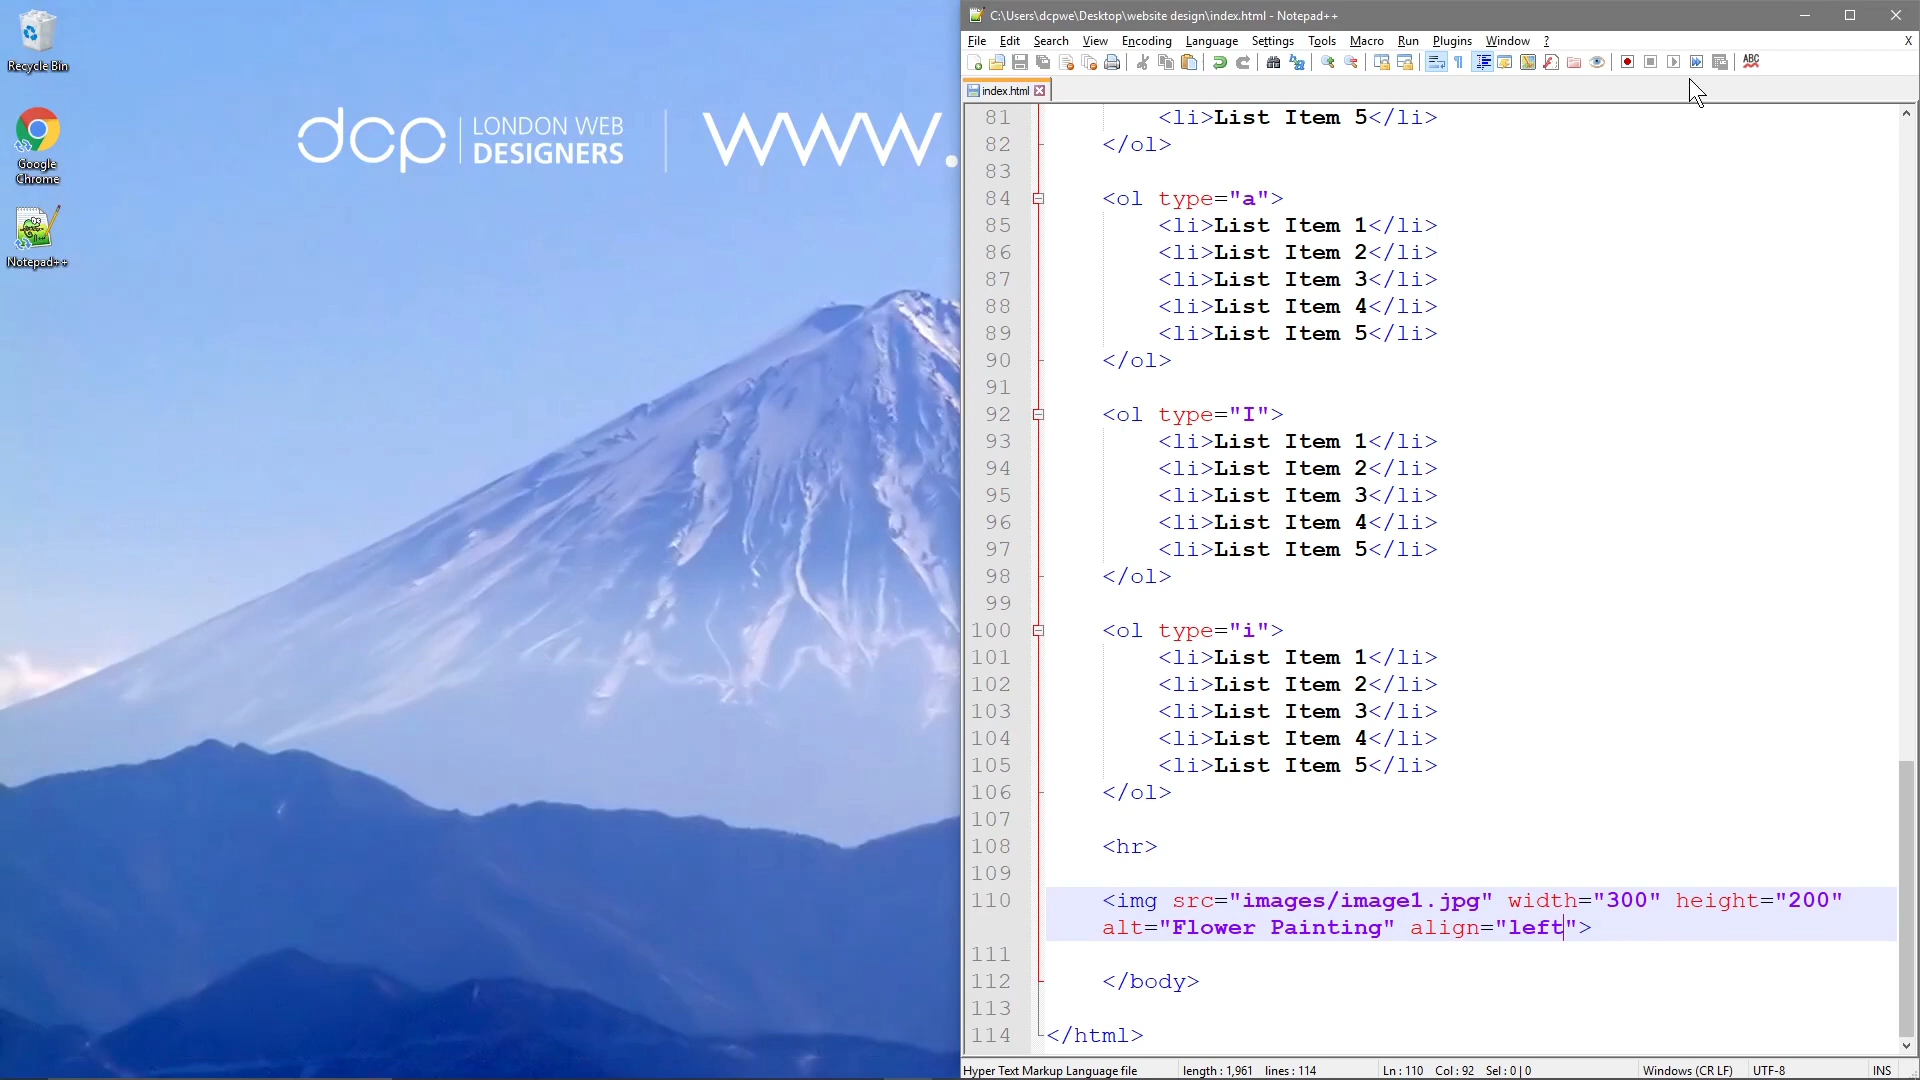 Recycle Bin
Google
Chrome
Notepad++
dcp
LONDON WEB
DESIGNERS
www.
C:\Users\dcpwe\Desktop\website design\index.html - Notepad++
File Edit Search View Encoding Language Settings Tools Macro Run Plugins Window ? X
ABC
index.html
81 <li>List Item 5</li>
82 </ol>
83
84 <ol type="a">
85 <li>List Item 1</li>
86 <li>List Item 2</li>
87 <li>List Item 3</li>
88 <li>List Item 4</li>
89 <li>List Item 5</li>
90 </ol>
91
92 <ol type="I">
93 <li>List Item 1</li>
94 <li>List Item 2</li>
95 <li>List Item 3</li>
96 <li>List Item 4</li>
97 <li>List Item 5</li>
98 </ol>
99
100 <ol type="i">
101 <li>List Item 1</li>
102 <li>List Item 2</li>
103 <li>List Item 3</li>
104 <li>List Item 4</li>
105 <li>List Item 5</li>
106 </ol>
107
108 <hr>
109
110 <img src="images/image1.jpg" width="300" height="200"
alt="Flower Painting" align="left">
111
112 </body>
113
114 </html>
Hyper Text Markup Language file length : 1,961 lines : 114 Ln : 110 Col : 92 Sel : 0 | 0 Windows (CR LF) UTF-8 INS